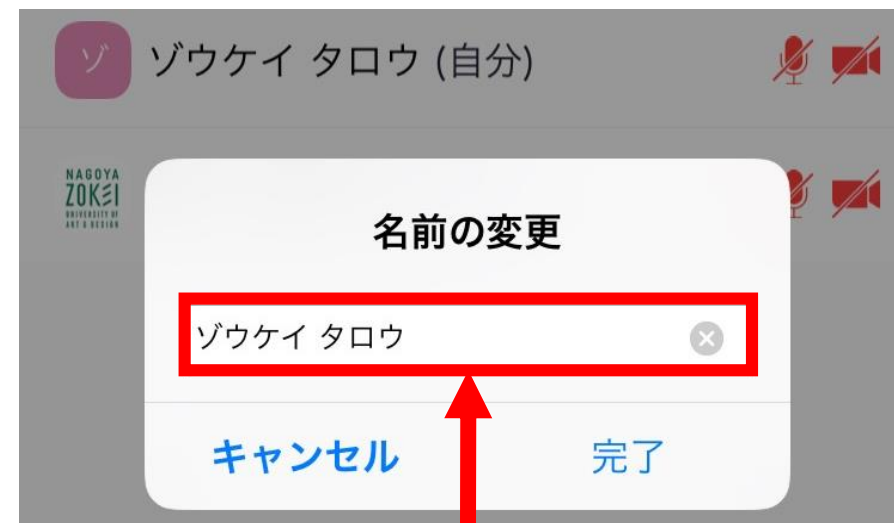 ゾ
ゾウケイ タロウ (自分)
NAGOYA
ZOKEI
UNIVERSITY OF
ART & DESIGN
名前の変更
ゾウケイ タロウ
キャンセル
完了